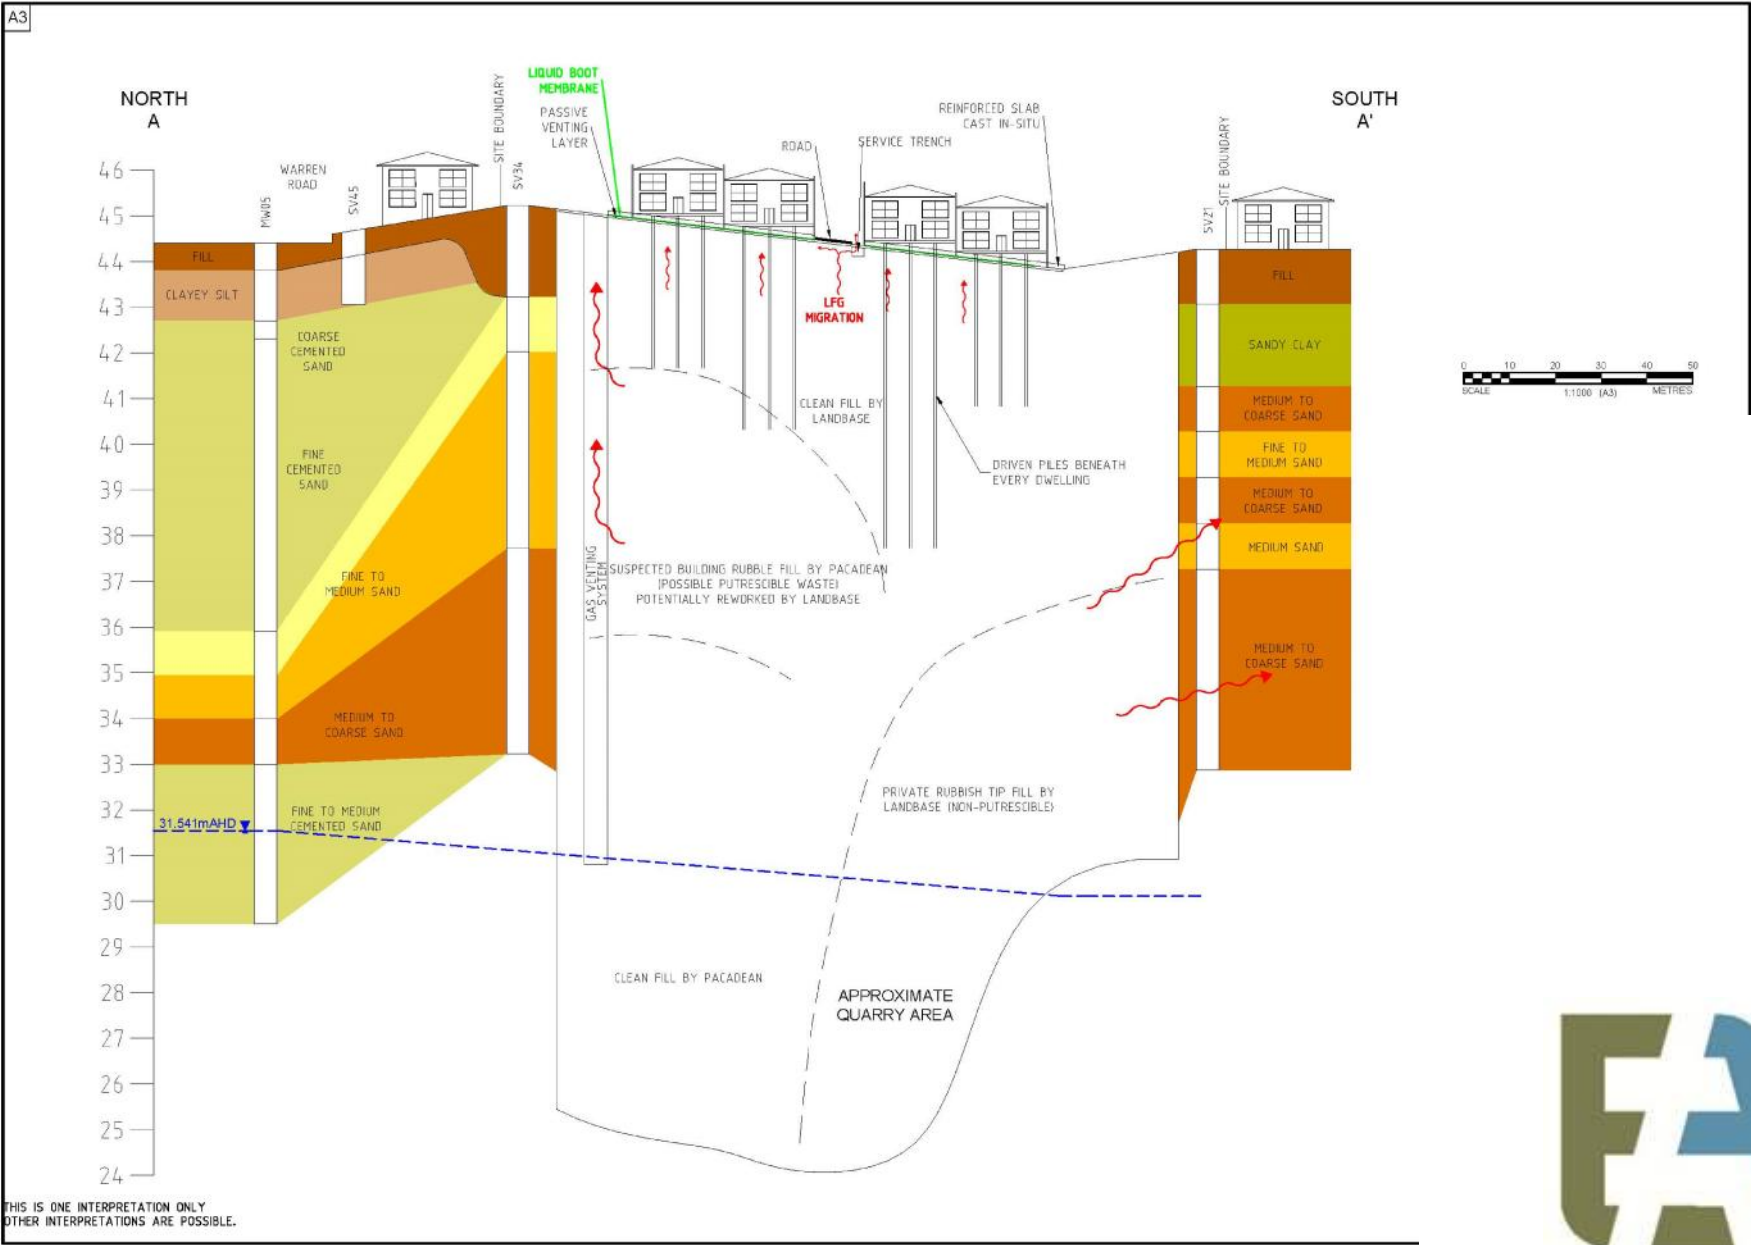 A3
NORTH
A
SOUTH
A'
LIQUID BOOT
MEMBRANE
PASSIVE
VENTING
LAYER
SITE BOUNDARY
SV34
WARREN
ROAD
MW05
SV45
ROAD
SERVICE TRENCH
REINFORCED SLAB
CAST IN-SITU
SITE BOUNDARY
SV21
46
45
44
43
42
41
40
39
38
37
36
35
34
33
32
31
30
29
28
27
26
25
24
FILL
CLAYEY SILT
COARSE
CEMENTED
SAND
FINE
CEMENTED
SAND
FINE TO
MEDIUM SAND
MEDIUM TO
COARSE SAND
FINE TO MEDIUM
CEMENTED SAND
31.541mAHD
LFG
MIGRATION
CLEAN FILL BY
LANDBASE
DRIVEN PILES BENEATH
EVERY DWELLING
GAS VENTING
SYSTEM
SUSPECTED BUILDING RUBBLE FILL BY PACADEAN
(POSSIBLE PUTRESCIBLE WASTE)
POTENTIALLY REWORKED BY LANDBASE
PRIVATE RUBBISH TIP FILL BY
LANDBASE (NON-PUTRESCIBLE)
CLEAN FILL BY PACADEAN
APPROXIMATE
QUARRY AREA
FILL
SANDY CLAY
MEDIUM TO
COARSE SAND
FINE TO
MEDIUM SAND
MEDIUM TO
COARSE SAND
MEDIUM SAND
MEDIUM TO
COARSE SAND
0 10 20 30 40 50
SCALE 1:1000 (A3) METRES
THIS IS ONE INTERPRETATION ONLY
OTHER INTERPRETATIONS ARE POSSIBLE.